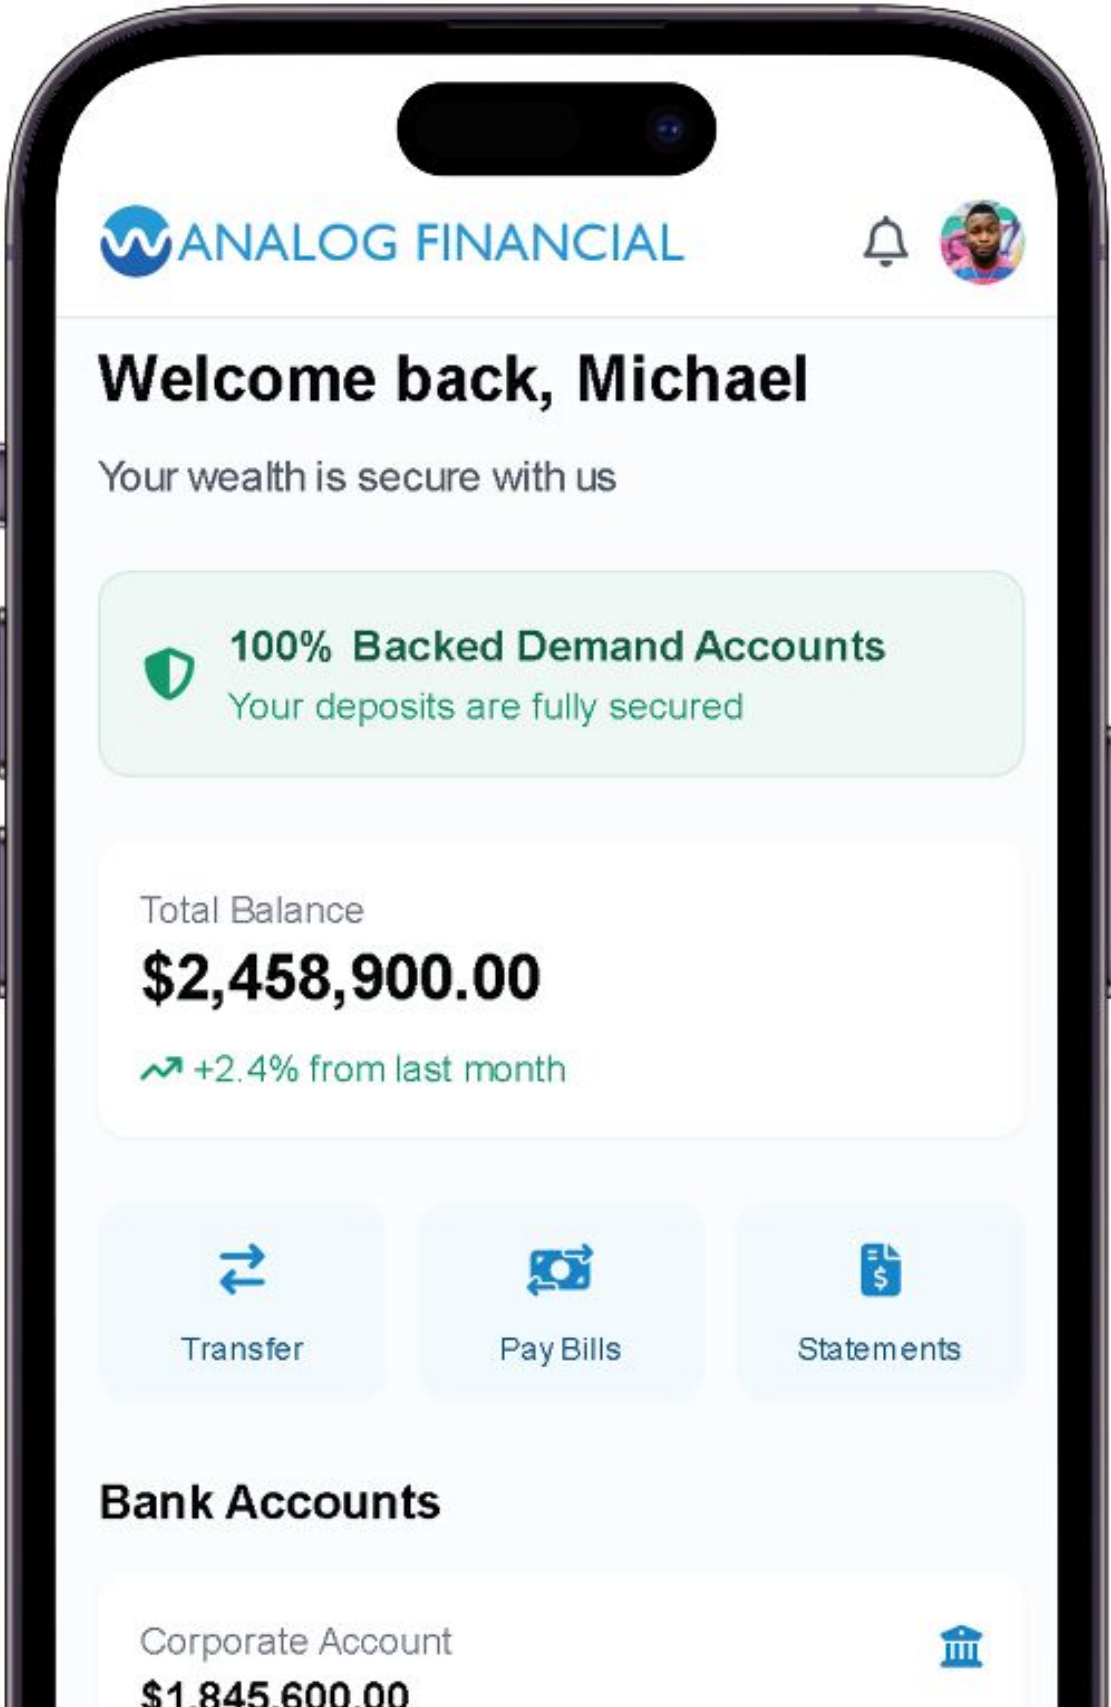 ANALOG FINANCIAL
Welcome back, Michael
Your wealth is secure with us
100% Backed Demand Accounts
Your deposits are fully secured
Total Balance
$2,458,900.00
+2.4% from last month
Transfer
Pay Bills
Statements
Bank Accounts
Corporate Account
$1,845,600.00